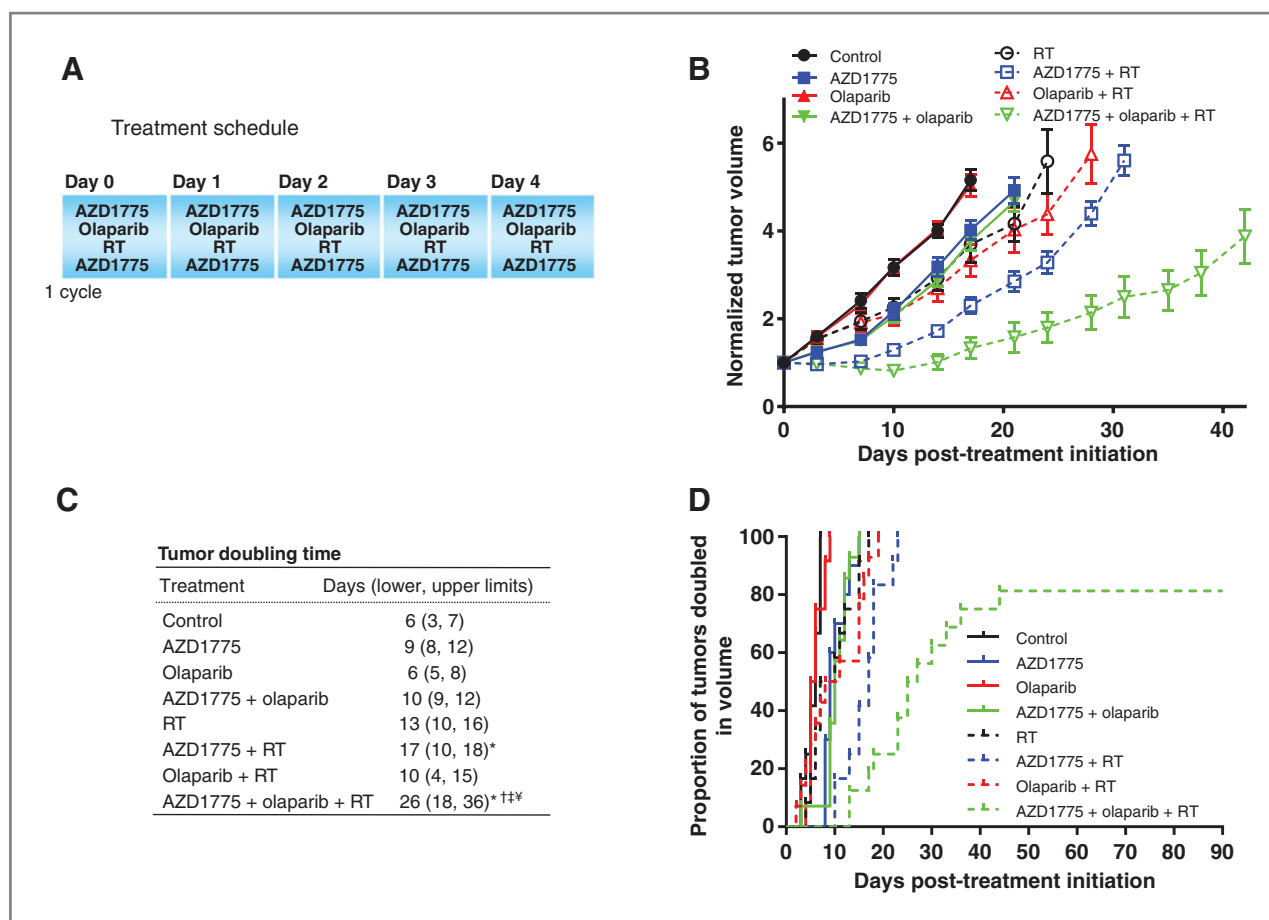 A
Treatment schedule
Day 0 Day 1 Day 2 Day 3 Day 4
AZD1775 AZD1775 AZD1775 AZD1775 AZD1775
Olaparib Olaparib Olaparib Olaparib Olaparib
RT RT RT RT RT
AZD1775 AZD1775 AZD1775 AZD1775 AZD1775
1 cycle
B
Control
AZD1775
Olaparib
AZD1775 + olaparib
RT
AZD1775 + RT
Olaparib + RT
AZD1775 + olaparib + RT
Normalized tumor volume
6
4
2
0
0 10 20 30 40
Days post-treatment initiation
C
Tumor doubling time
Treatment Days (lower, upper limits)
Control 6 (3, 7)
AZD1775 9 (8, 12)
Olaparib 6 (5, 8)
AZD1775 + olaparib 10 (9, 12)
RT 13 (10, 16)
AZD1775 + RT 17 (10, 18)*
Olaparib + RT 10 (4, 15)
AZD1775 + olaparib + RT 26 (18, 36)*†‡¥
D
Proportion of tumors doubled
in volume
100
80
60
40
20
0
Control
AZD1775
Olaparib
AZD1775 + olaparib
RT
AZD1775 + RT
Olaparib + RT
AZD1775 + olaparib + RT
0 10 20 30 40 50 60 70 80 90
Days post-treatment initiation